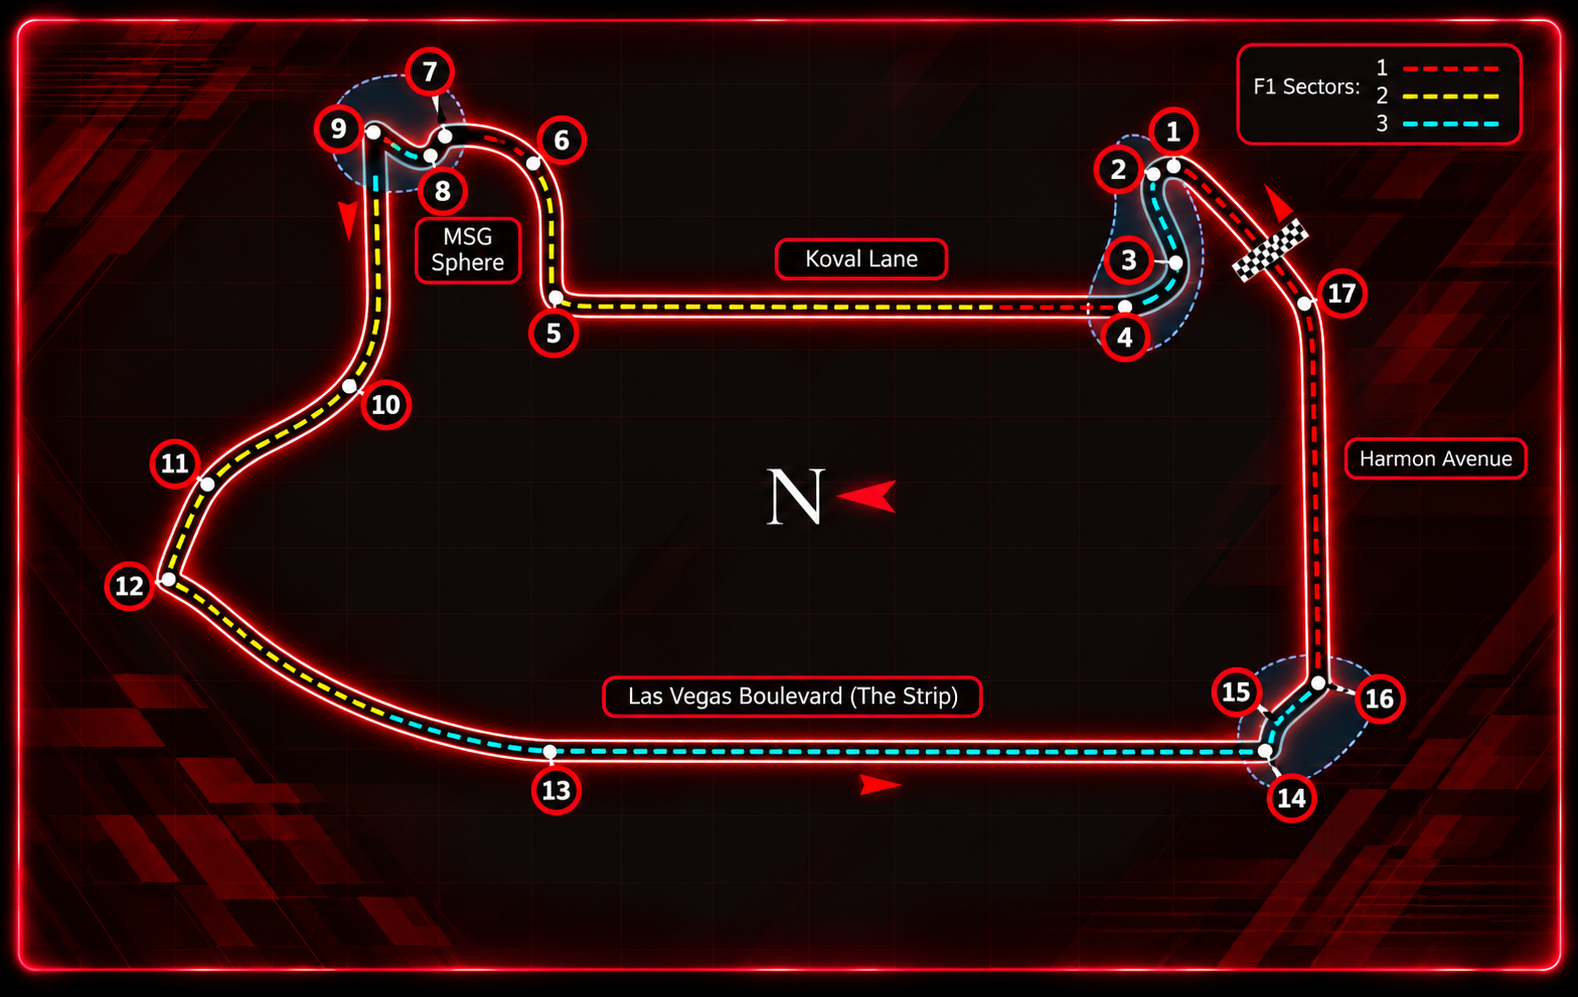 7
1
F1 Sectors:
2
3
9
6
1
2
8
MSG
Sphere
Koval Lane
3
17
5
4
10
11
Harmon Avenue
N
12
Las Vegas Boulevard (The Strip)
15
16
13
14